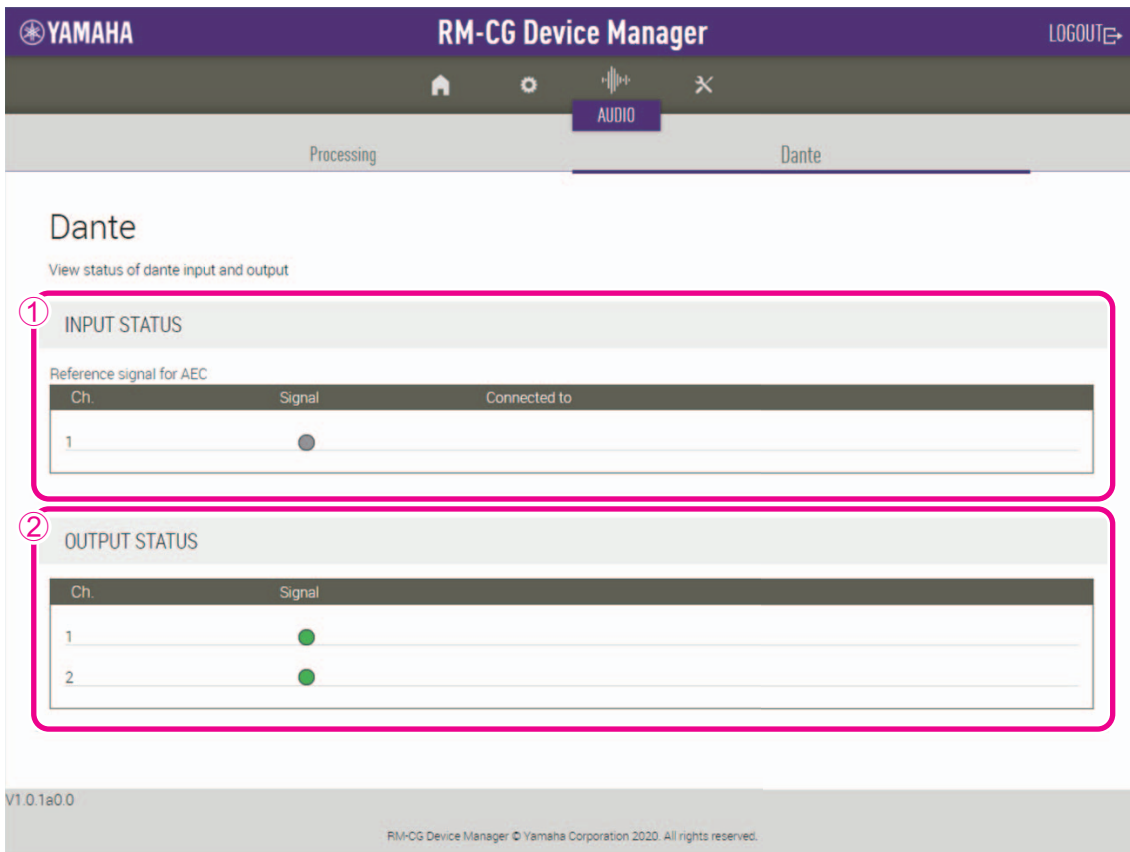 YAMAHA RM-CG Device Manager LOGOUT
AUDIO
Processing Dante
Dante
View status of dante input and output
①
INPUT STATUS
Reference signal for AEC
Ch. Signal Connected to
1
②
OUTPUT STATUS
Ch. Signal
1
2
V1.0.1a0.0
RM-CG Device Manager © Yamaha Corporation 2020. All rights reserved.